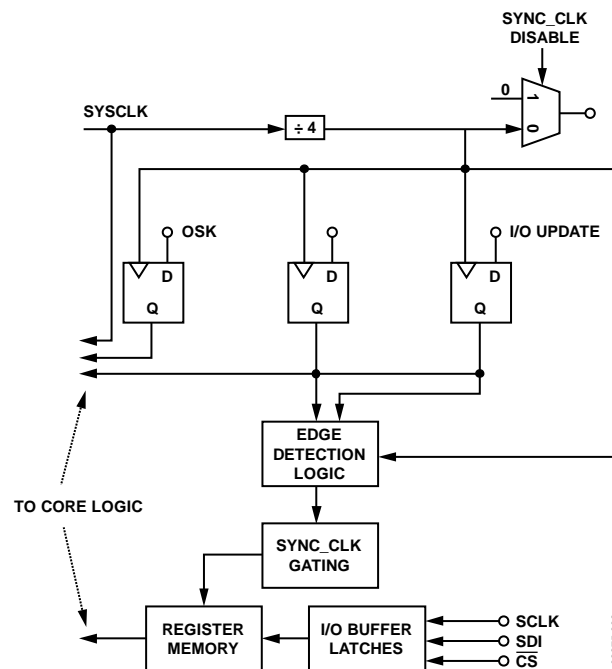 SYNC_CLK
DISABLE
0
1
SYSCLK
÷ 4
0
OSK
I/O UPDATE
D
D
D
Q
Q
Q
EDGE
DETECTION
LOGIC
TO CORE LOGIC
SYNC_CLK
GATING
REGISTER
MEMORY
I/O BUFFER
LATCHES
SCLK
SDI
CS